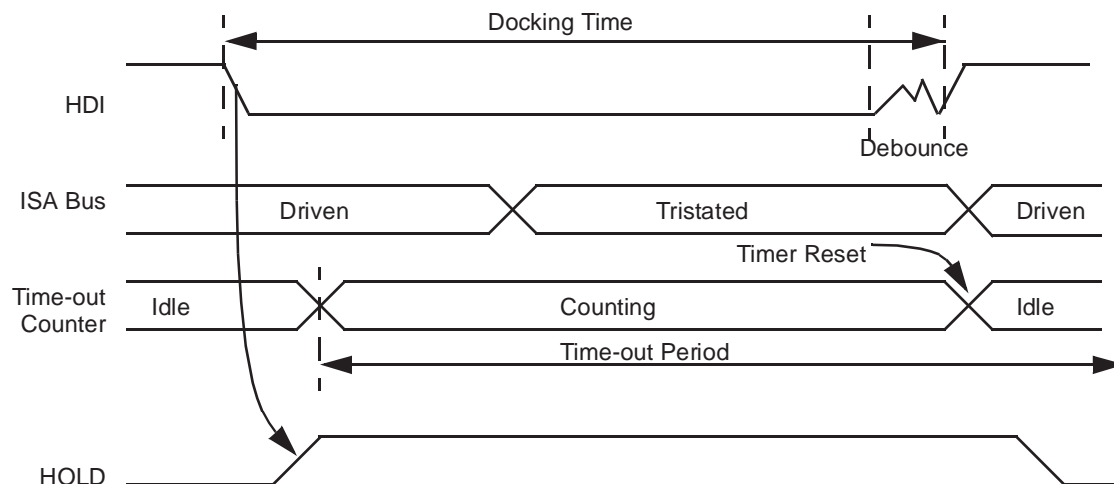 Docking Time
HDI
Debounce
ISA Bus
Driven
Tristated
Driven
Timer Reset
Time-out
Counter
Idle
Counting
Idle
Time-out Period
HOLD